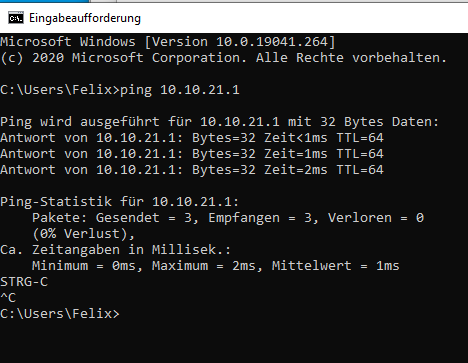 Eingabeaufforderung
Microsoft Windows [Version 10.0.19041.264]
(c) 2020 Microsoft Corporation. Alle Rechte vorbehalten.
C:\Users\Felix>ping 10.10.21.1
Ping wird ausgeführt für 10.10.21.1 mit 32 Bytes Daten:
Antwort von 10.10.21.1: Bytes=32 Zeit<1ms TTL=64
Antwort von 10.10.21.1: Bytes=32 Zeit=1ms TTL=64
Antwort von 10.10.21.1: Bytes=32 Zeit=2ms TTL=64
Ping-Statistik für 10.10.21.1:
Pakete: Gesendet = 3, Empfangen = 3, Verloren = 0
(0% Verlust),
Ca. Zeitangaben in Millisek.:
Minimum = 0ms, Maximum = 2ms, Mittelwert = 1ms
STRG-C
^C
C:\Users\Felix>